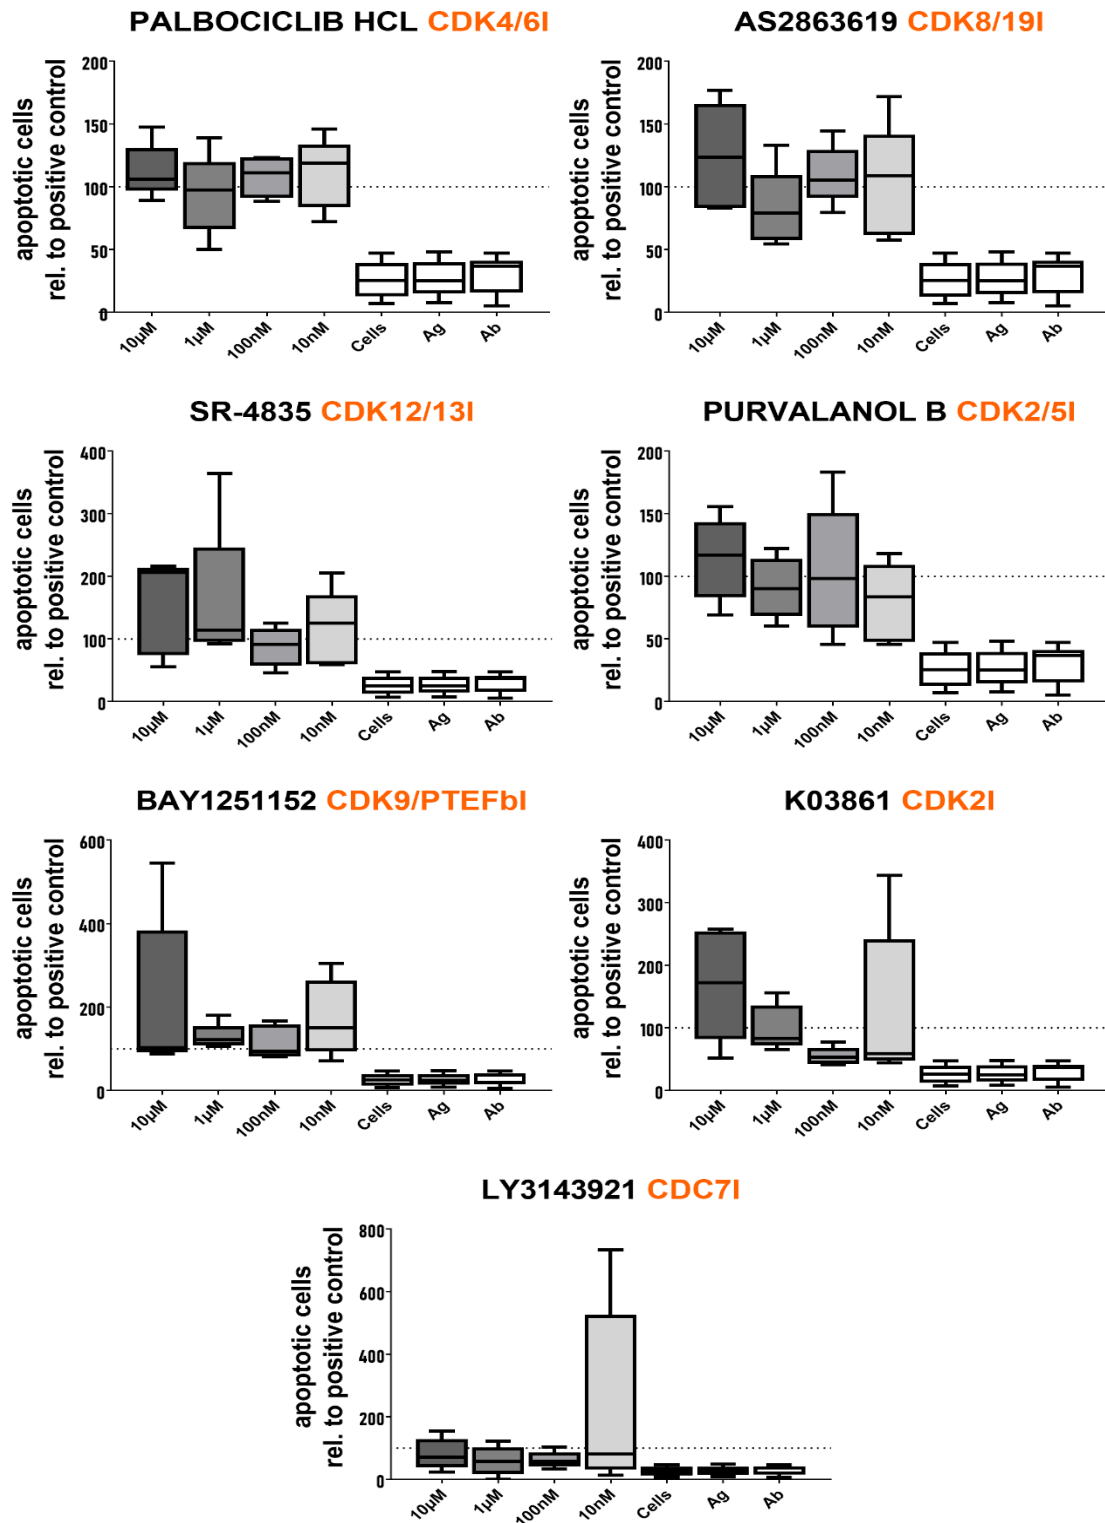 PALBOCICLIB HCL CDK4/6I
apoptotic cells
rel. to positive control
200
150
100
50
0
10µM
1µM
100nM
10nM
Cells
Ag
Ab
AS2863619 CDK8/19I
apoptotic cells
rel. to positive control
200
150
100
50
0
10µM
1µM
100nM
10nM
Cells
Ag
Ab
SR-4835 CDK12/13I
apoptotic cells
rel. to positive control
400
300
200
100
0
10µM
1µM
100nM
10nM
Cells
Ag
Ab
PURVALANOL B CDK2/5I
apoptotic cells
rel. to positive control
200
150
100
50
0
10µM
1µM
100nM
10nM
Cells
Ag
Ab
BAY1251152 CDK9/PTEFbI
apoptotic cells
rel. to positive control
600
400
200
0
10µM
1µM
100nM
10nM
Cells
Ag
Ab
K03861 CDK2I
apoptotic cells
rel. to positive control
400
300
200
100
0
10µM
1µM
100nM
10nM
Cells
Ag
Ab
LY3143921 CDC7I
apoptotic cells
rel. to positive control
800
600
400
200
0
10µM
1µM
100nM
10nM
Cells
Ag
Ab